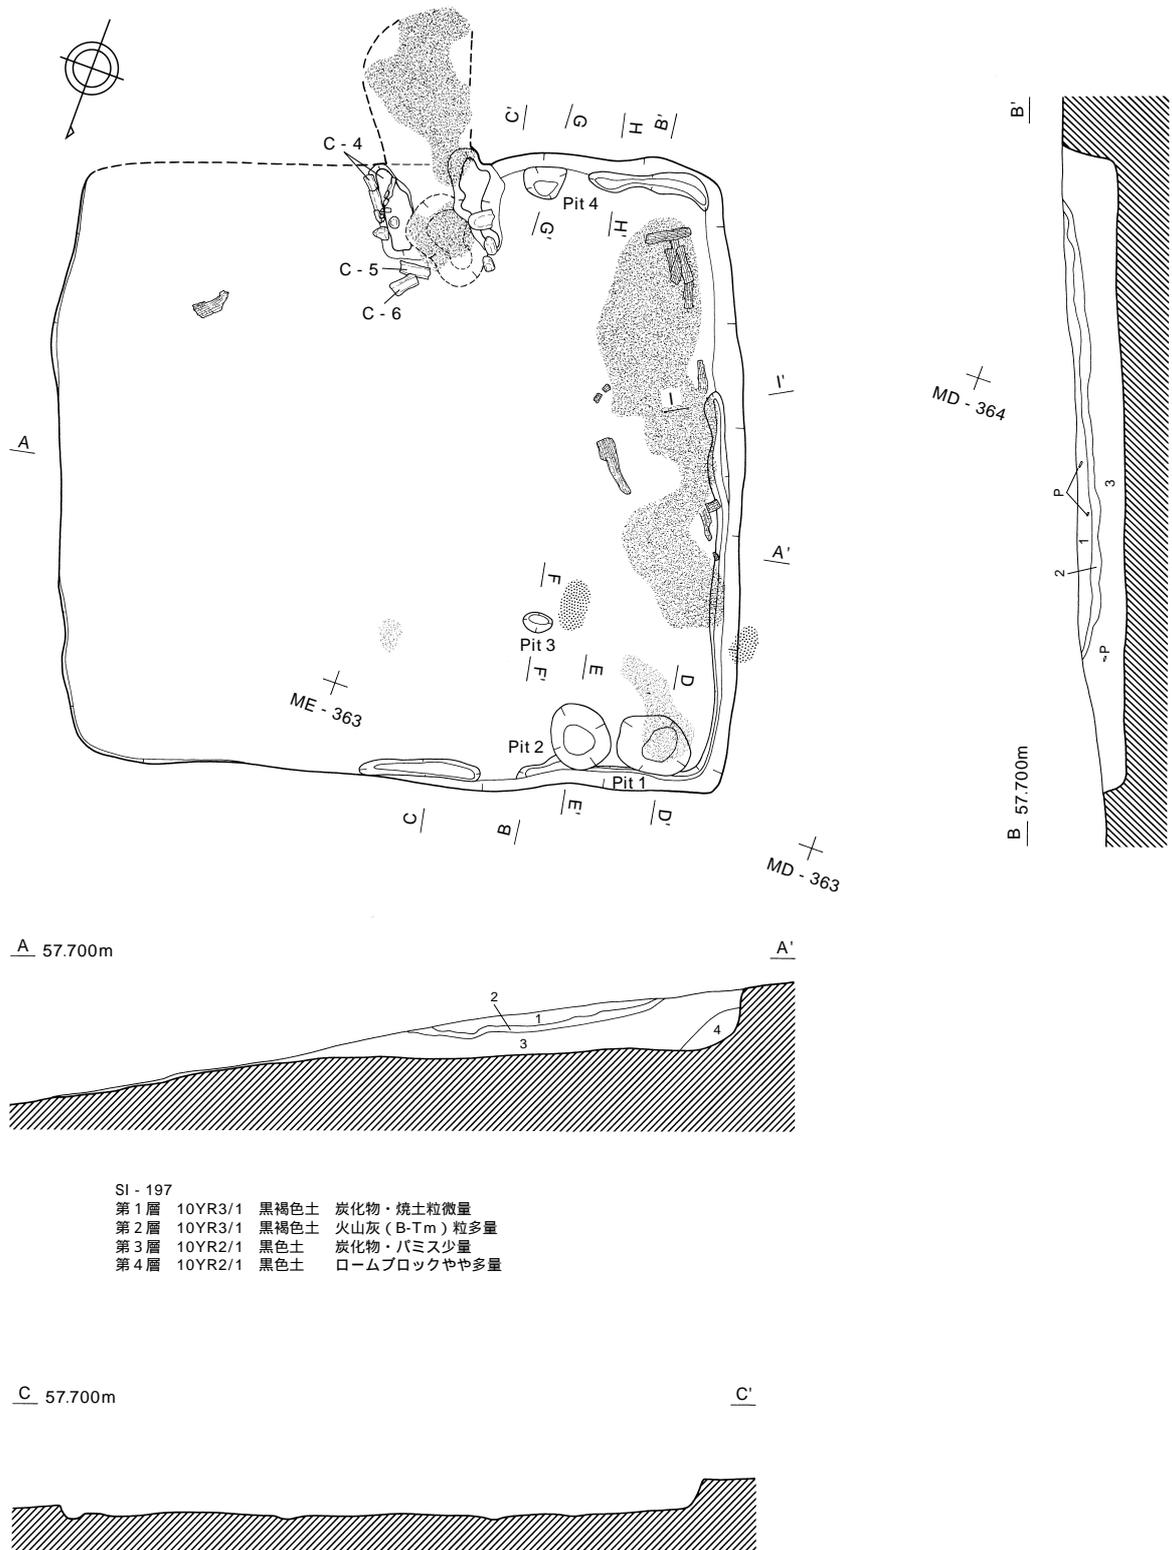 C'
G
H
B'
B'
C - 4
Pit 4
G'
H'
C - 5
C - 6
I'
MD - 364
I
A
P
3
A'
1
F
2
Pit 3
P
F'
E
D
ME - 363
Pit 2
Pit 1
B 57.700m
C
B
E'
D'
MD - 363
A 57.700m
A'
2
1
3
4
SI - 197
第1層 10YR3/1 黒褐色土 炭化物・焼土粒微量
第2層 10YR3/1 黒褐色土 火山灰（B-Tm）粒多量
第3層 10YR2/1 黒色土 炭化物・パミス少量
第4層 10YR2/1 黒色土 ロームブロックやや多量
C 57.700m
C'